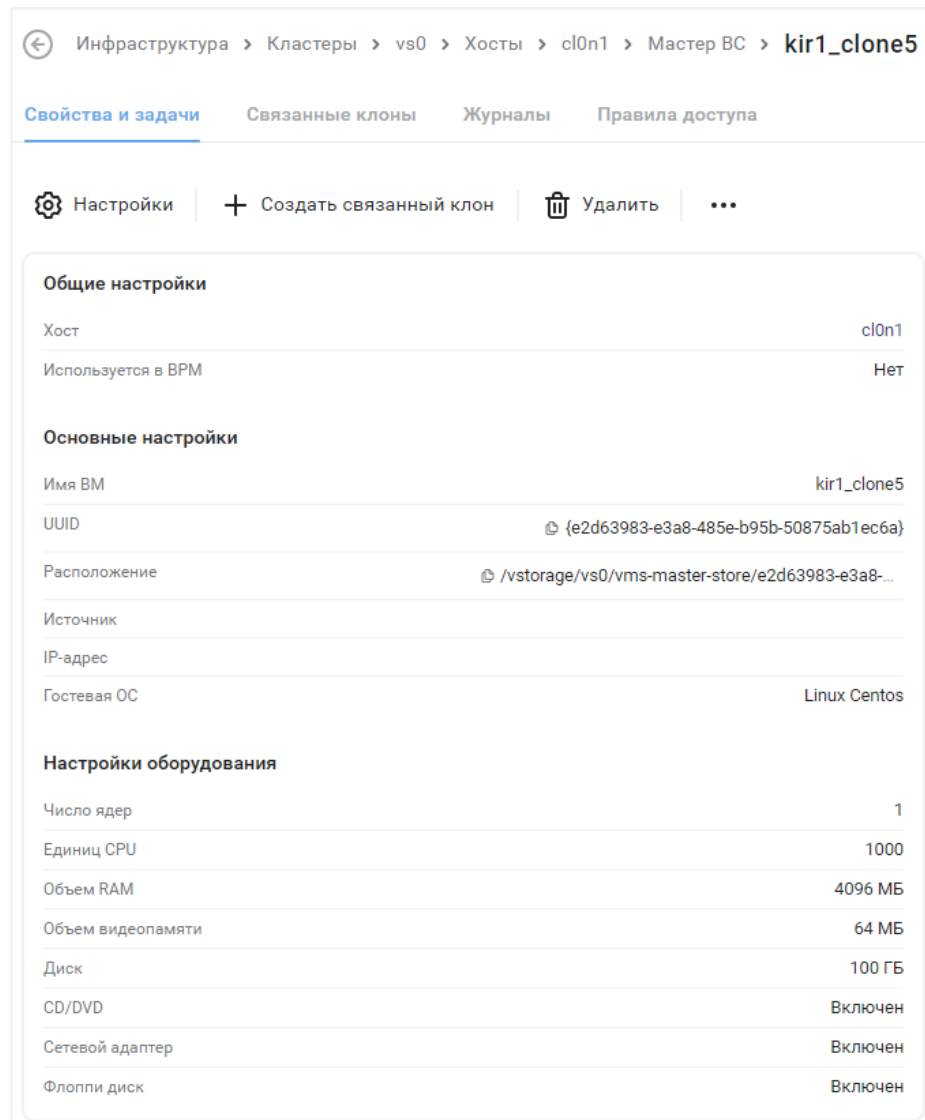 Инфраструктура > Кластеры > vs0 > Хосты > cl0n1 > Мастер ВС > kir1_clone5
Свойства и задачи Связанные клоны Журналы Правила доступа
Настройки + Создать связанный клон Удалить •••
Общие настройки
Хост cl0n1
Используется в BPM Нет
Основные настройки
Имя ВМ kir1_clone5
UUID {e2d63983-e3a8-485e-b95b-50875ab1ec6a}
Расположение /vstorage/vs0/vms-master-store/e2d63983-e3a8-...
Источник
IP-адрес
Гостевая ОС Linux Centos
Настройки оборудования
Число ядер 1
Единиц CPU 1000
Объем RAM 4096 МБ
Объем видеопамяти 64 МБ
Диск 100 ГБ
CD/DVD Включен
Сетевой адаптер Включен
Флоппи диск Включен